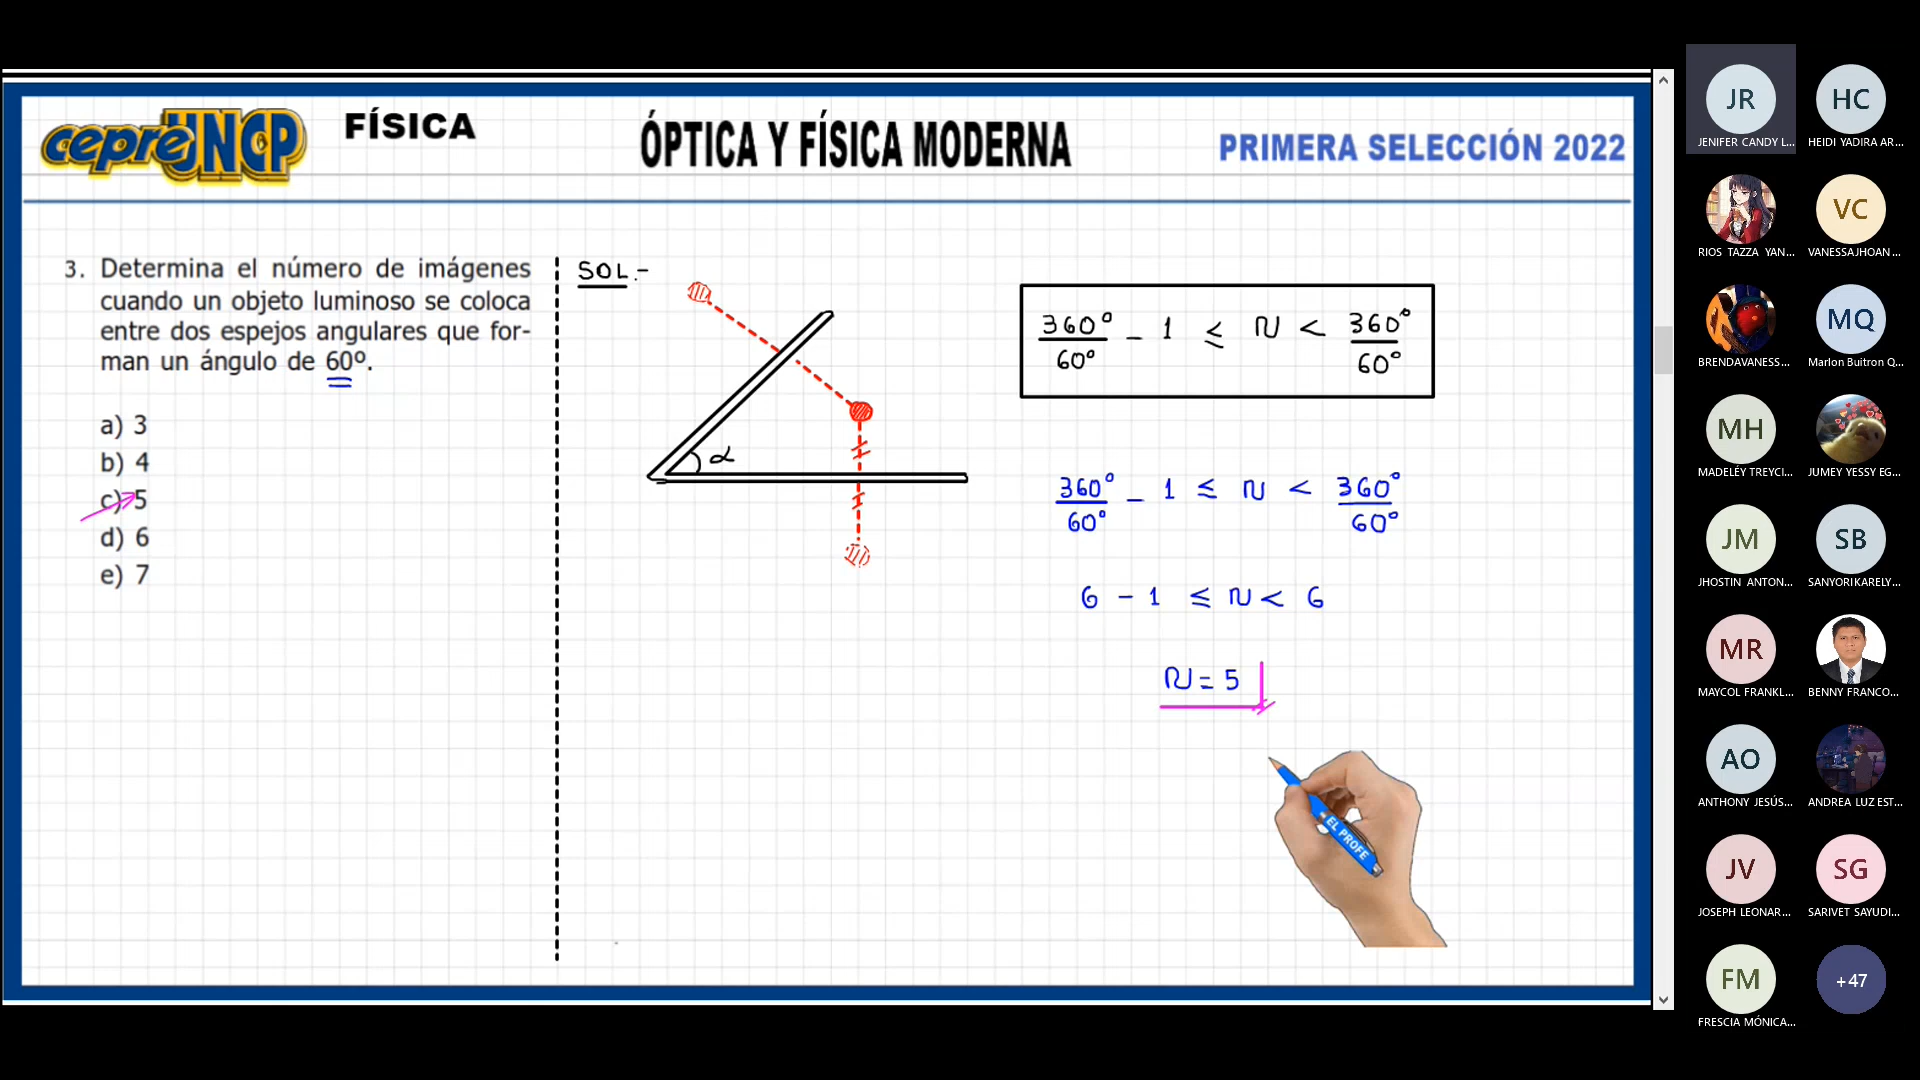 cepreUNCP
FÍSICA
ÓPTICA Y FÍSICA MODERNA
PRIMERA SELECCIÓN 2022
3. Determina el número de imágenes
cuando un objeto luminoso se coloca
entre dos espejos angulares que for-
man un ángulo de 60º.
a) 3
b) 4
c) 5
d) 6
e) 7
SOL.-
α
360°/60° - 1 ≤ N < 360°/60°
360°/60° - 1 ≤ N < 360°/60°
6 - 1 ≤ N < 6
N = 5
EL PROFE
JR
JENIFER CANDY L...
HC
HEIDI YADIRA AR...
RIOS TAZZA YAN...
VC
VANESSAJHOAN...
BRENDAVANESS...
MQ
Marlon Buitron Q...
MH
MADELÉY TREYCI...
JUMEY YESSY EG...
JM
JHOSTIN ANTON...
SB
SANYORIKARELY...
MR
MAYCOL FRANKL...
BENNY FRANCO...
AO
ANTHONY JESÚS...
ANDREA LUZ EST...
JV
JOSEPH LEONAR...
SG
SARIVET SAYUDI...
FM
FRESCIA MÓNICA...
+47